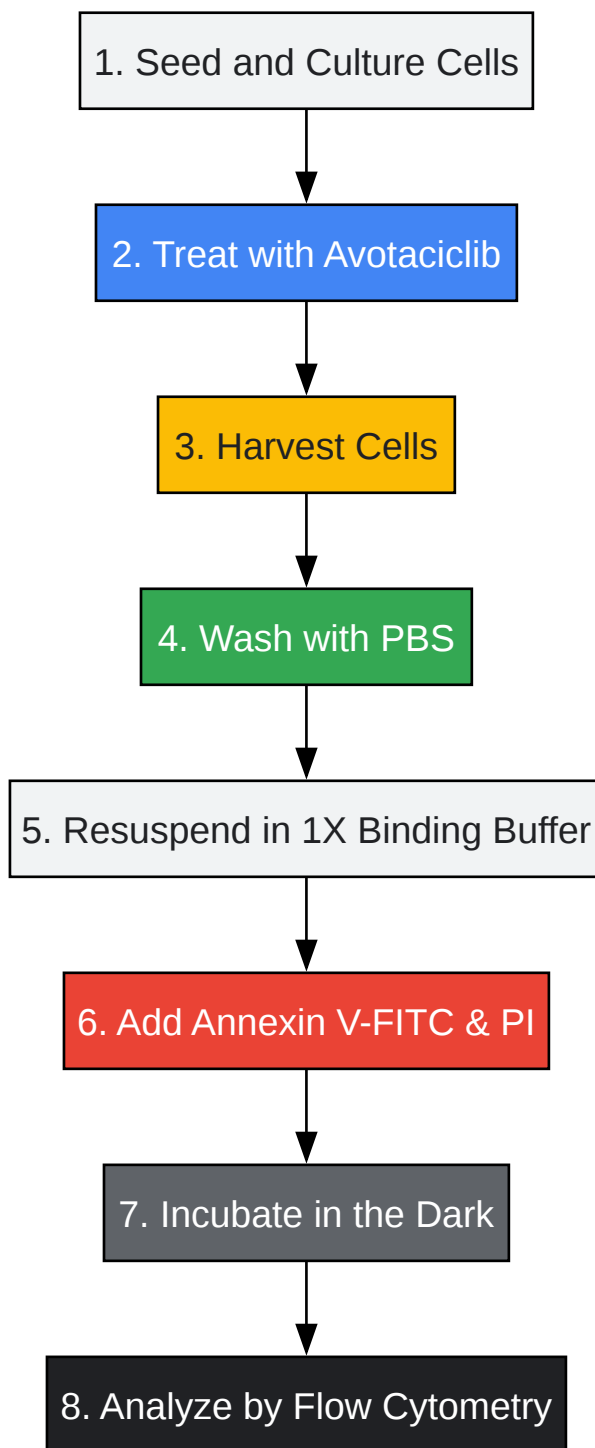 1. Seed and Culture Cells
2. Treat with Avotaciclib
3. Harvest Cells
4. Wash with PBS
5. Resuspend in 1X Binding Buffer
6. Add Annexin V-FITC & PI
7. Incubate in the Dark
8. Analyze by Flow Cytometry